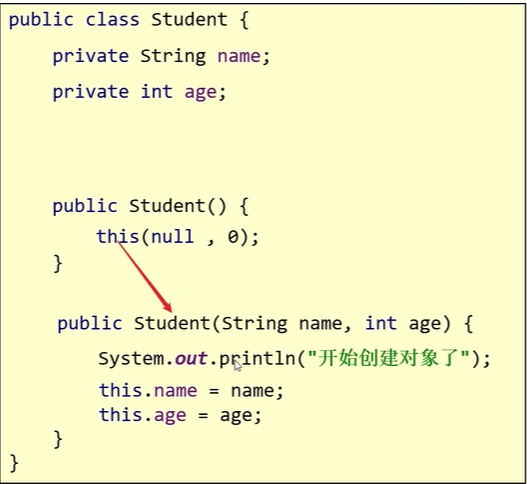 public class Student {
private String name;
private int age;
public Student() {
this(null , 0);
}
public Student(String name, int age) {
System.out.println("开始创建对象了");
this.name = name;
this.age = age;
}
}